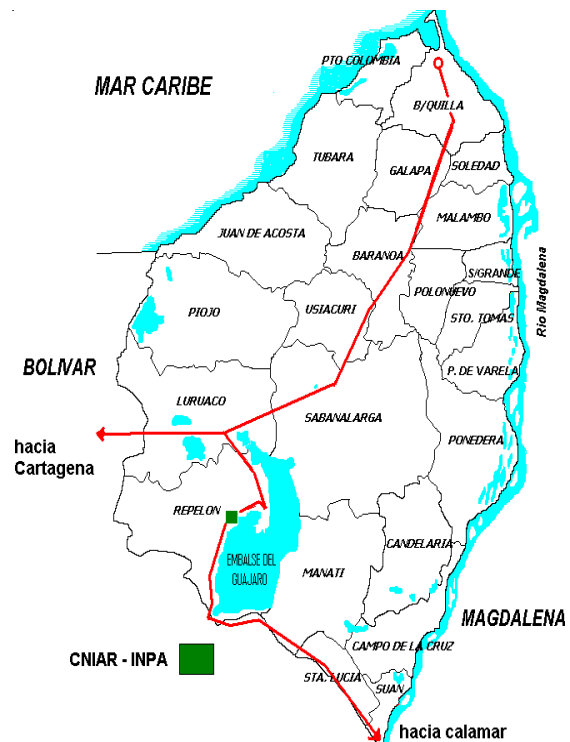 PTO COLOMBIA
MAR CARIBE
B/QUILLA
TUBARA
GALAPA
SOLEDAD
MALAMBO
JUAN DE ACOSTA
BARANOA
S/GRANDE
POLONUEVO
Rio Magdalena
PIOJO
USIACURI
STO. TOMAS
BOLIVAR
P. DE VARELA
LURUACO
SABANALARGA
PONEDERA
hacia
Cartagena
REPELON
CANDELARIA
EMBALSE DEL
GUAJARO
MANATI
MAGDALENA
CAMPO DE LA CRUZ
CNIAR - INPA
STA. LUCIA
SUAN
hacia calamar